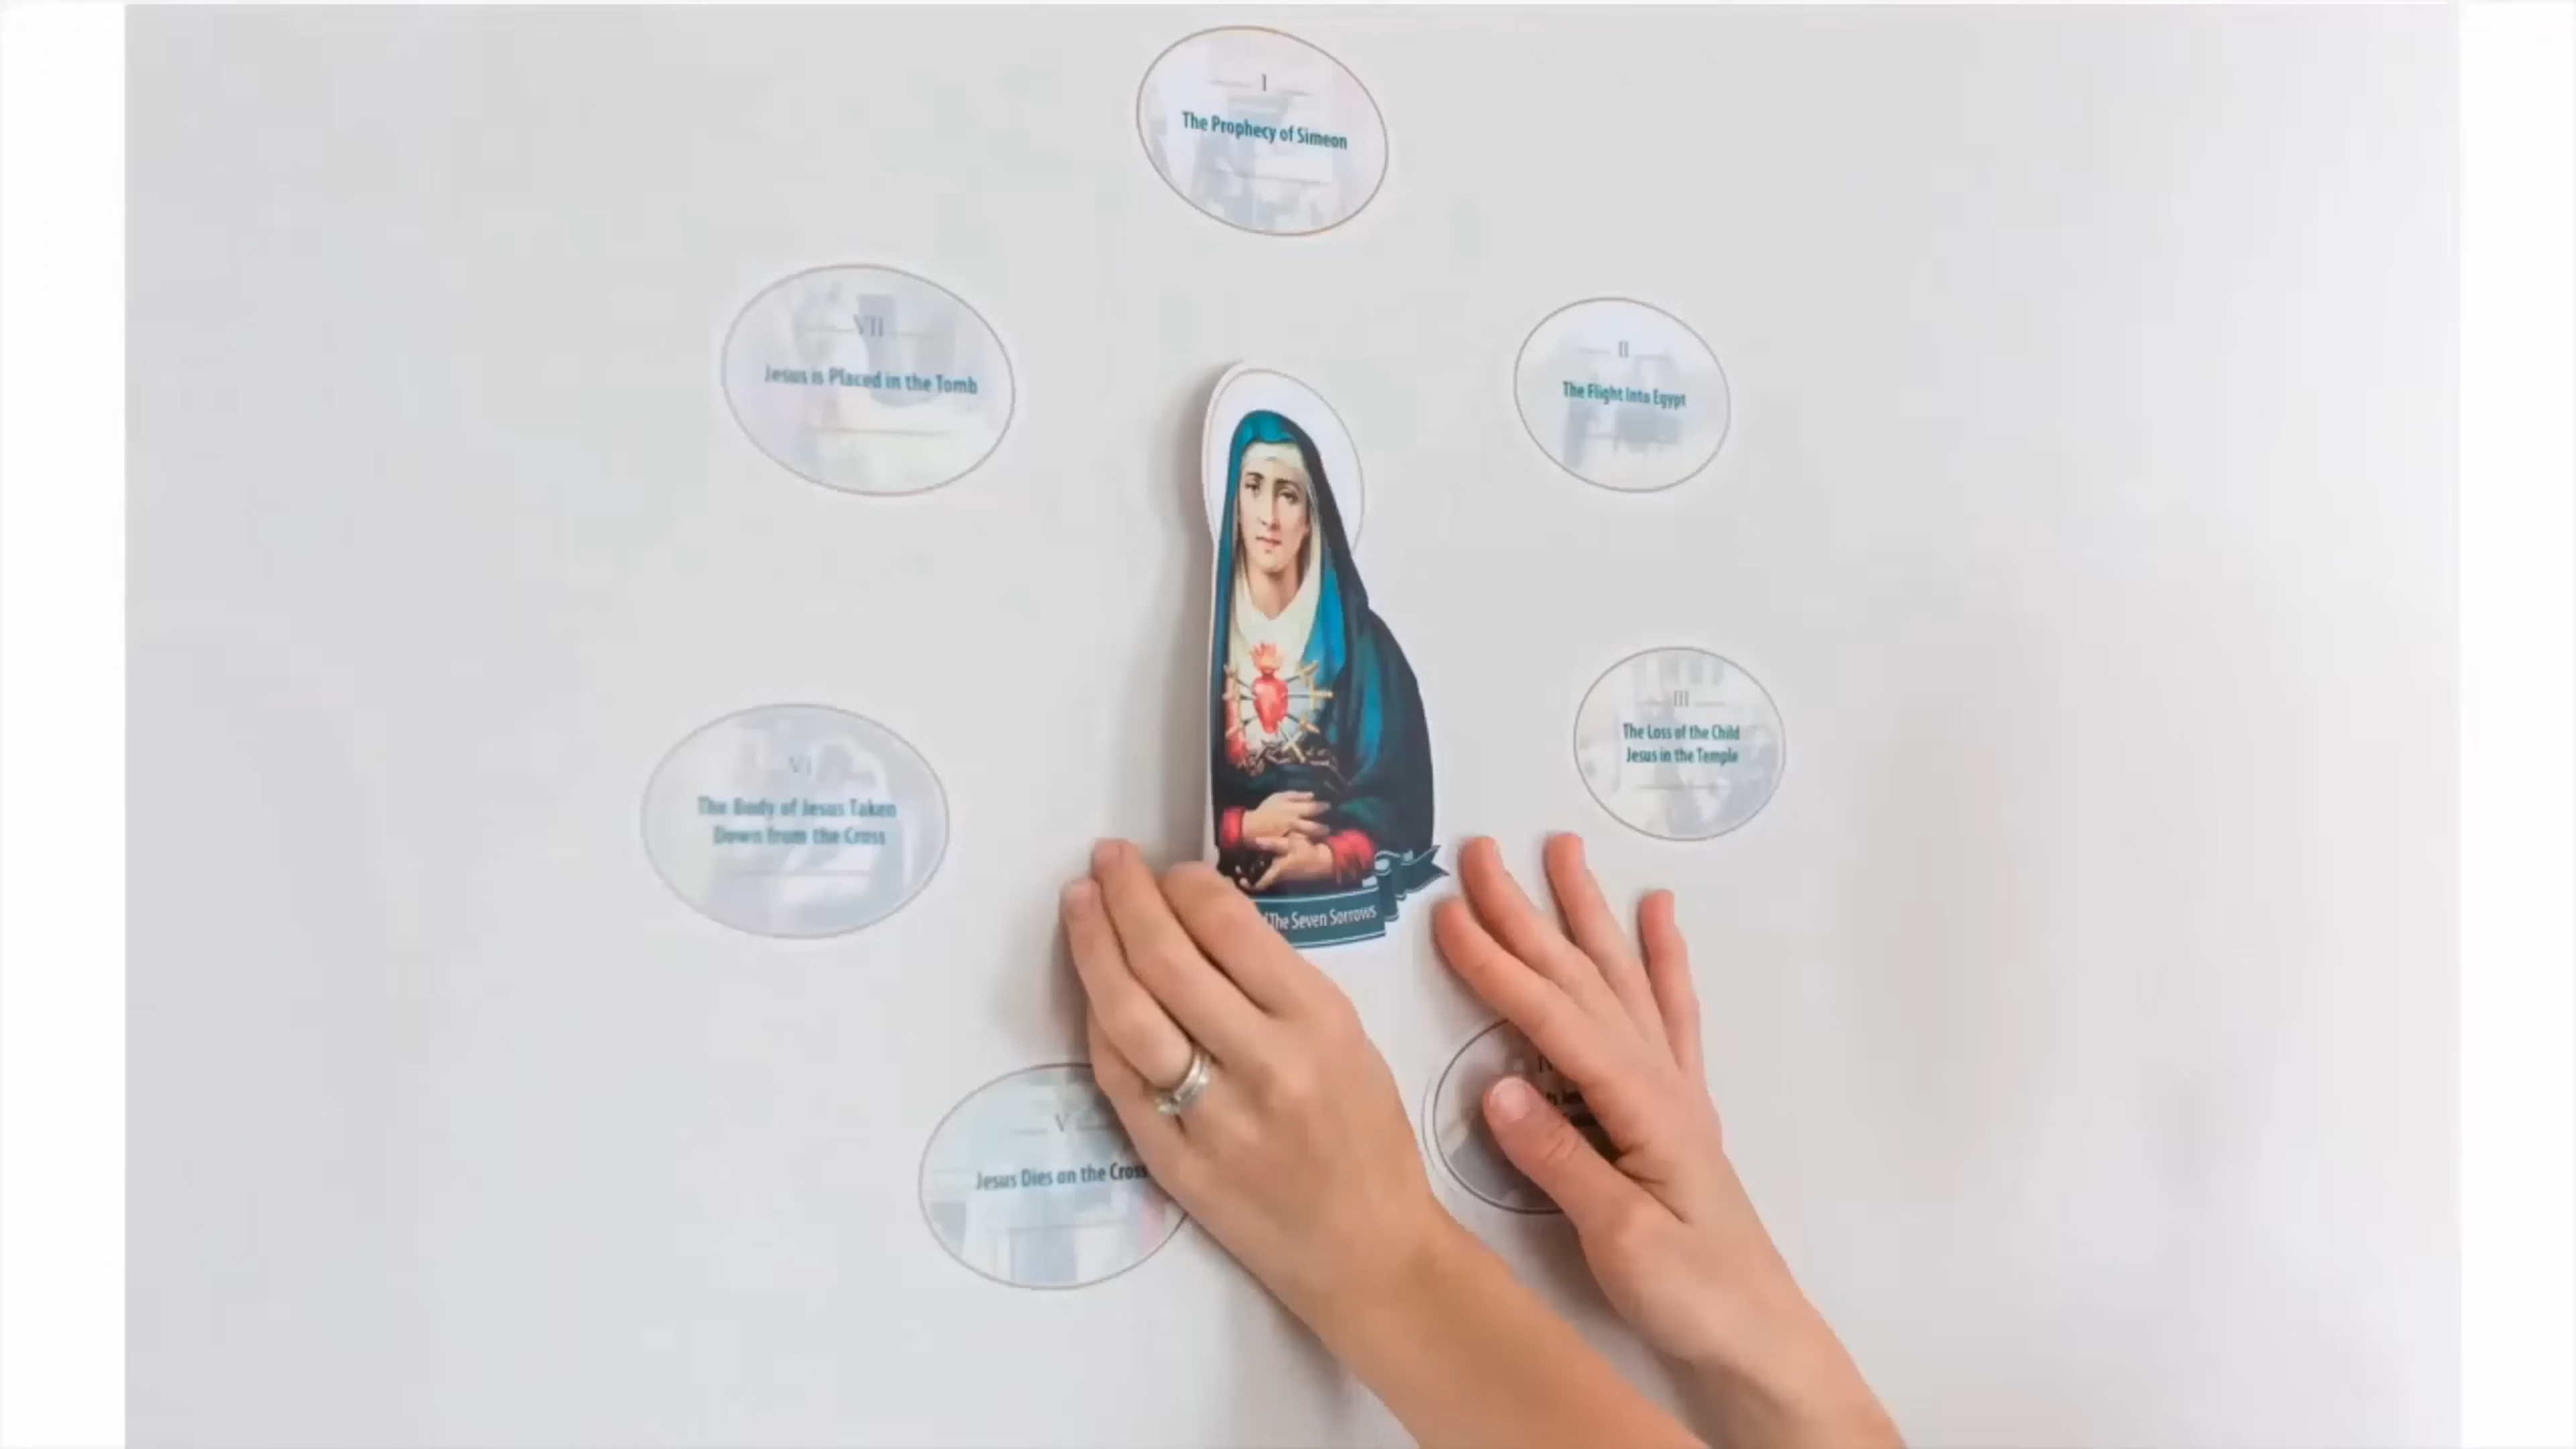 I
The Prophecy of Simeon
VII
Jesus is Placed in the Tomb
II
The Flight Into Egypt
III
The Loss of the Child
Jesus in the Temple
VI
The Body of Jesus Taken
Down from the Cross
The Seven Sorrows
V
Jesus Dies on the Cross